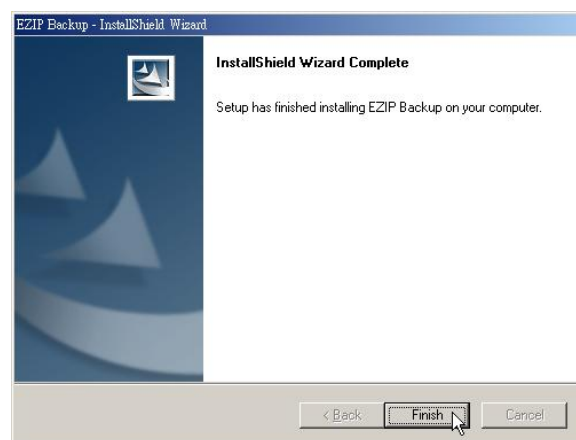 EZIP Backup - InstallShield Wizard
InstallShield Wizard Complete
Setup has finished installing EZIP Backup on your computer.
< Back Finish Cancel